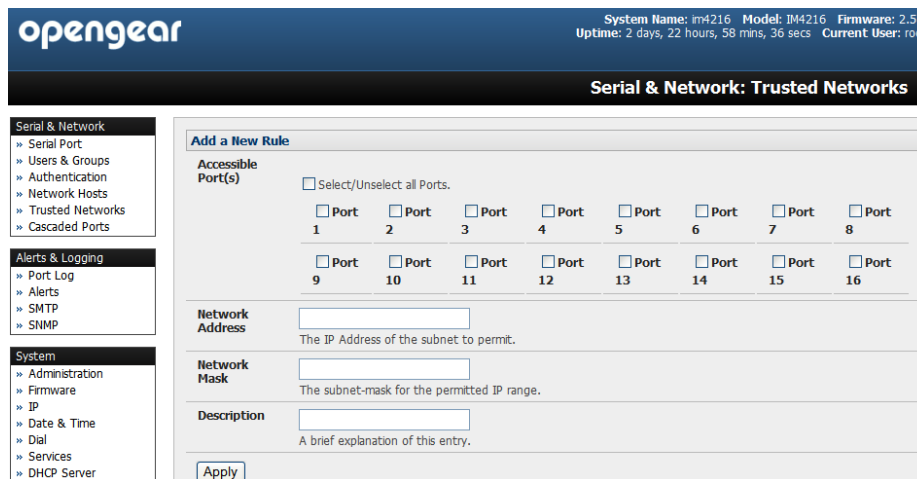 opengear
System Name: im4216 Model: IM4216 Firmware: 2.5
Uptime: 2 days, 22 hours, 58 mins, 36 secs Current User: ro
Serial & Network: Trusted Networks
Serial & Network
» Serial Port
» Users & Groups
» Authentication
» Network Hosts
» Trusted Networks
» Cascaded Ports
Alerts & Logging
» Port Log
» Alerts
» SMTP
» SNMP
System
» Administration
» Firmware
» IP
» Date & Time
» Dial
» Services
» DHCP Server
Add a New Rule
Accessible
Port(s)
Select/Unselect all Ports.
Port Port Port Port Port Port Port Port
1 2 3 4 5 6 7 8
Port Port Port Port Port Port Port Port
9 10 11 12 13 14 15 16
Network
Address
The IP Address of the subnet to permit.
Network
Mask
The subnet-mask for the permitted IP range.
Description
A brief explanation of this entry.
Apply